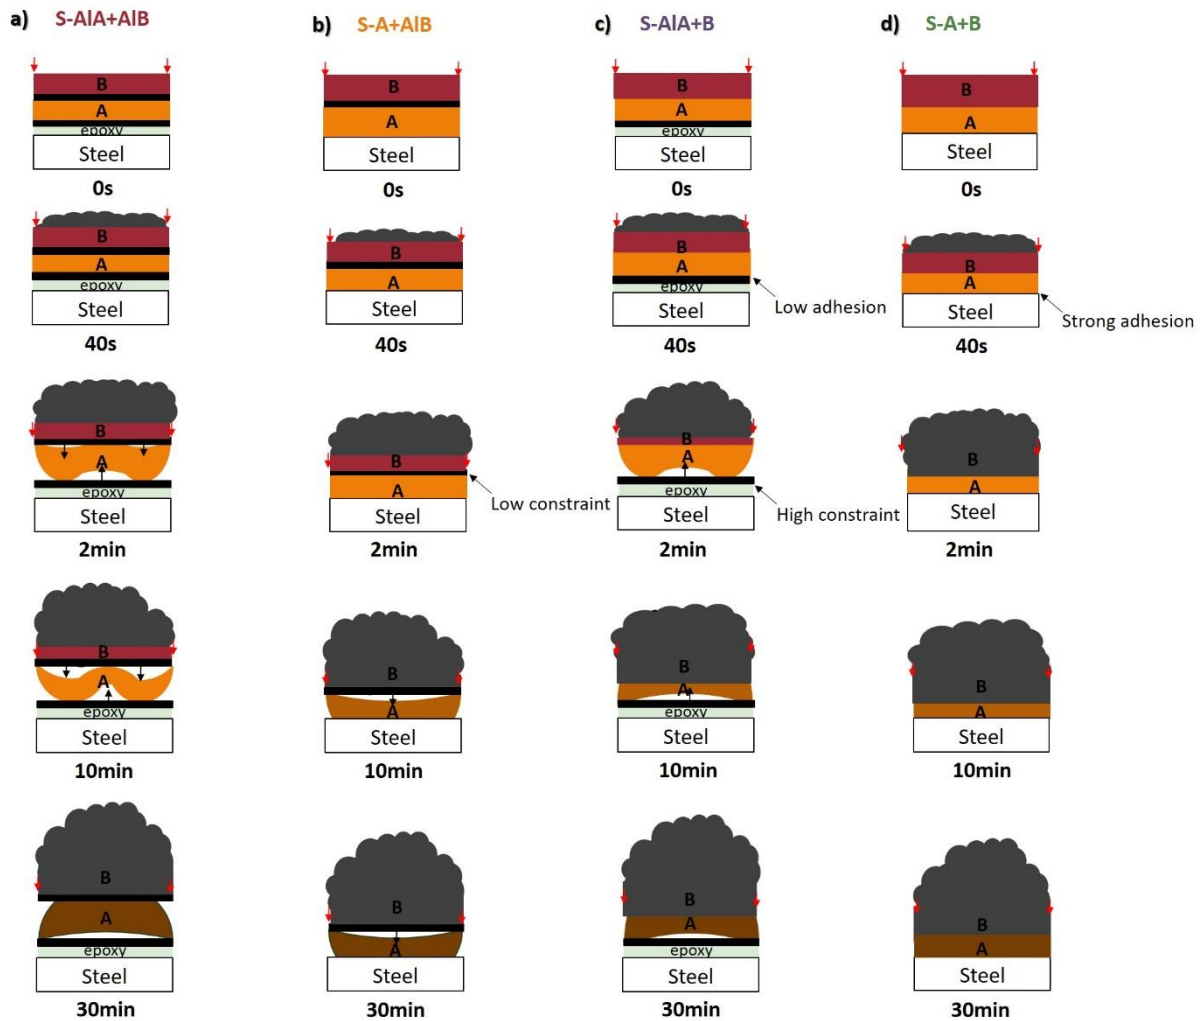 a) S-AlA+AlB
b) S-A+AlB
c) S-AlA+B
d) S-A+B
B
A
epoxy
Steel
0s
B
A
Steel
0s
B
A
epoxy
Steel
0s
B
A
Steel
0s
B
A
epoxy
Steel
40s
B
A
Steel
40s
B
A
epoxy
Steel
40s
Low adhesion
B
A
Steel
40s
Strong adhesion
B
A
epoxy
Steel
2min
B
A
Steel
2min
Low constraint
B
A
epoxy
Steel
2min
High constraint
B
A
Steel
2min
B
A
epoxy
Steel
10min
B
A
Steel
10min
B
A
epoxy
Steel
10min
B
A
Steel
10min
B
A
epoxy
Steel
30min
B
A
Steel
30min
B
A
epoxy
Steel
30min
B
A
Steel
30min